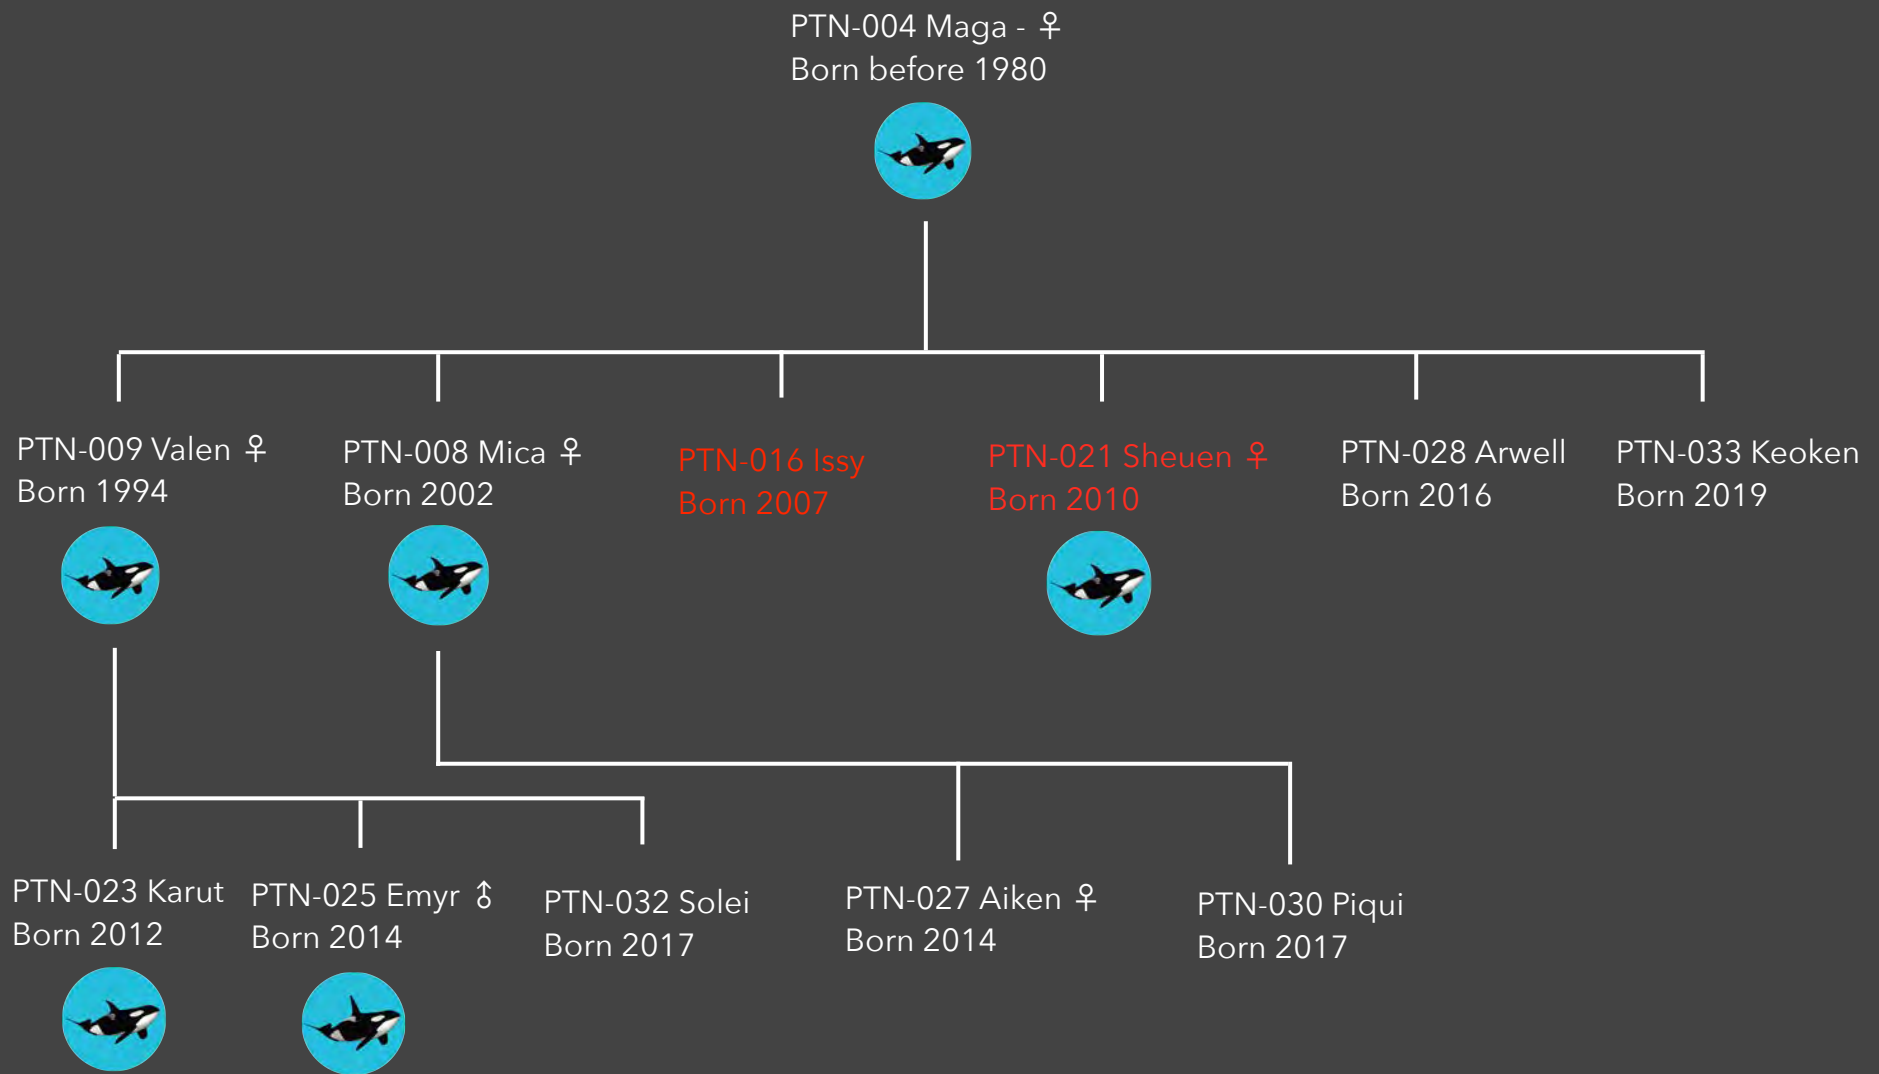 PTN-004 Maga - ♀
Born before 1980
PTN-009 Valen ♀
Born 1994
PTN-008 Mica ♀
Born 2002
PTN-016 Issy
Born 2007
PTN-021 Sheuen ♀
Born 2010
PTN-028 Arwell
Born 2016
PTN-033 Keoken
Born 2019
PTN-023 Karut
Born 2012
PTN-025 Emyr ♂
Born 2014
PTN-032 Solei
Born 2017
PTN-027 Aiken ♀
Born 2014
PTN-030 Piqui
Born 2017